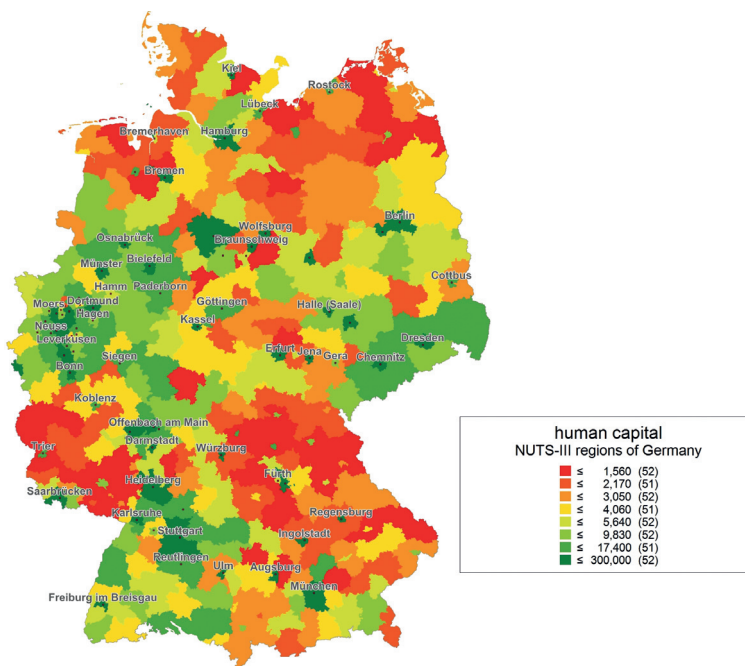 Kiel
Rostock
Lübeck
Bremerhaven
Hamburg
Bremen
Berlin
Wolfsburg
Osnabrück
Braunschweig
Münster
Bielefeld
Cottbus
Hamm
Paderborn
Moers
Dortmund
Göttingen
Halle (Saale)
Hagen
Neuss
Kassel
Leverkusen
Dresden
Erfurt
Jona
Gera
Bonn
Siegen
Chemnitz
Koblenz
Offenbach am Main
Trier
Darmstadt
Würzburg
Fürth
Saarbrücken
Heidelberg
Karlsruhe
Regensburg
Stuttgart
Ingolstadt
Reutlingen
Ulm
Augsburg
München
Freiburg im Breisgau
human capital
NUTS-III regions of Germany
≤ 1,560 (52)
≤ 2,170 (51)
≤ 3,050 (52)
≤ 4,060 (51)
≤ 5,640 (52)
≤ 9,830 (52)
≤ 17,400 (51)
≤ 300,000 (52)